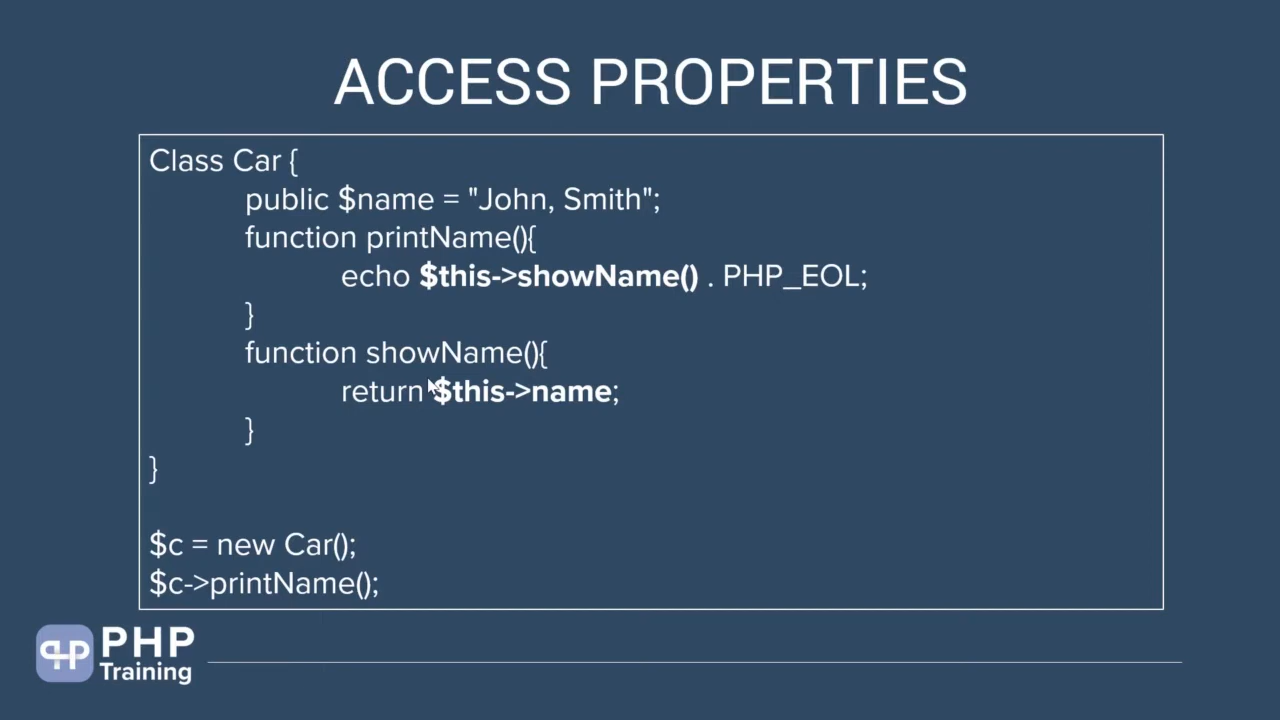 ACCESS PROPERTIES
Class Car {
public $name = "John, Smith";
function printName(){
echo $this->showName() . PHP_EOL;
}
function showName(){
return $this->name;
}
}
$c = new Car();
$c->printName();
PHP
Training